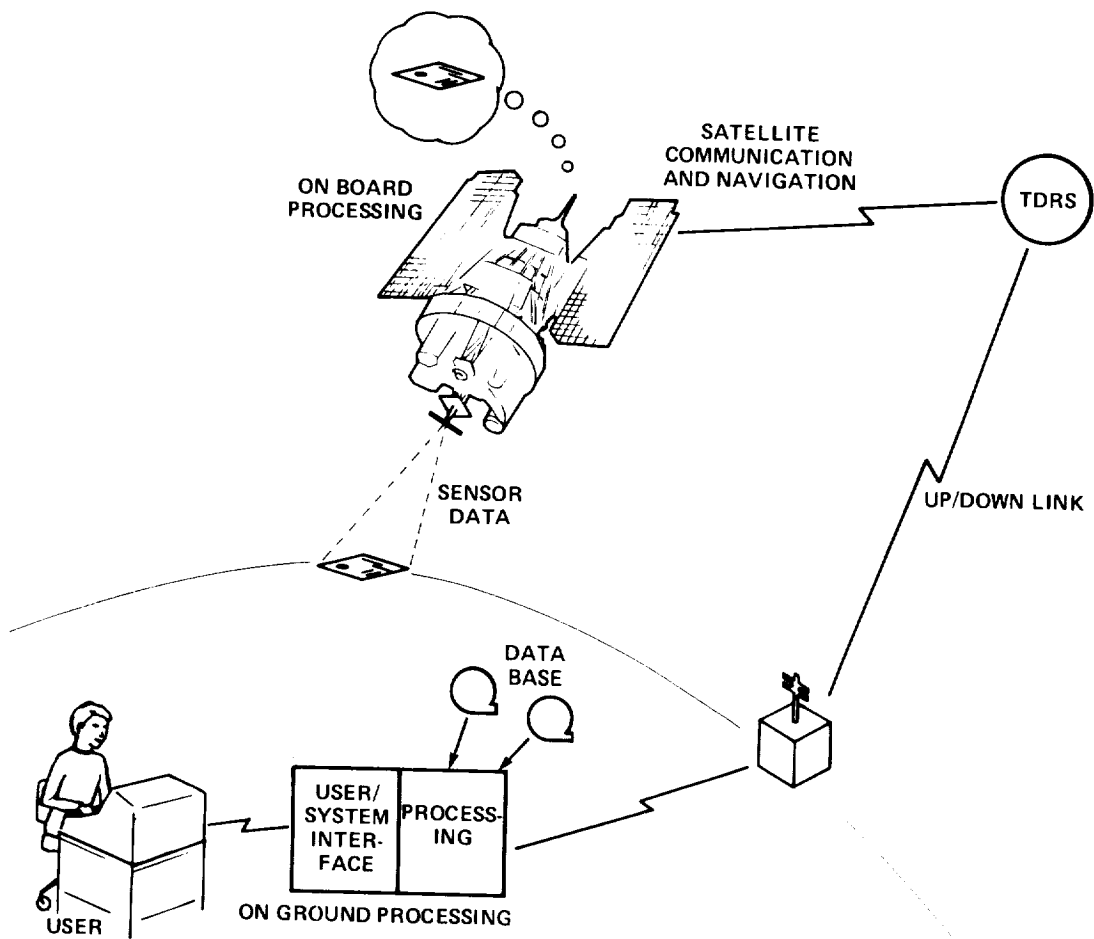 SATELLITE
COMMUNICATION
AND NAVIGATION
ON BOARD
PROCESSING
TDRS
SENSOR
DATA
UP/DOWN LINK
DATA
BASE
USER/
SYSTEM
INTER-
FACE
PROCESS-
ING
ON GROUND PROCESSING
USER